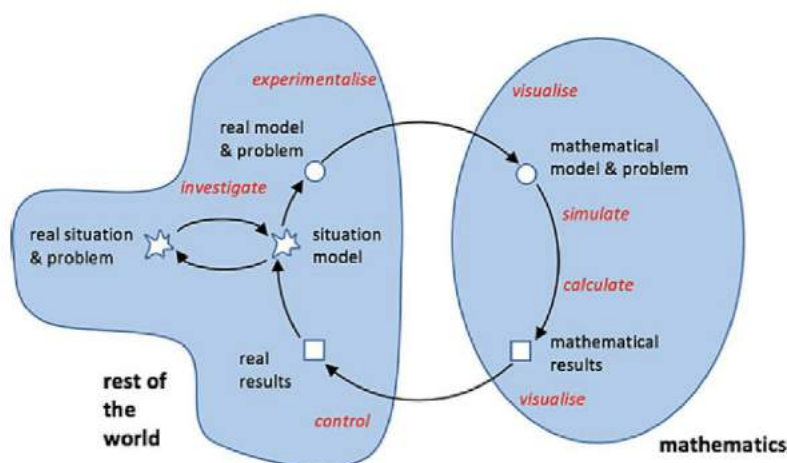 experimentalise
visualise
real model
& problem
mathematical
model & problem
investigate
simulate
real situation
& problem
situation
model
calculate
real
results
mathematical
results
rest of
the
world
control
visualise
mathematics